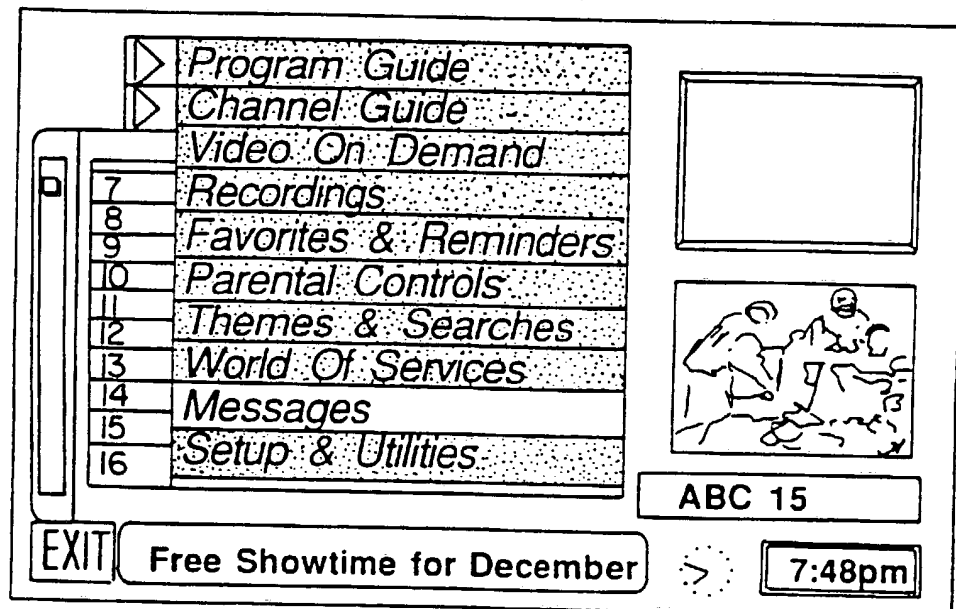 Program Guide
Channel Guide
Video On Demand
7 Recordings
8
9 Favorites & Reminders
10 Parental Controls
11
12 Themes & Searches
13 World Of Services
14 Messages
15
16 Setup & Utilities
ABC 15
EXIT Free Showtime for December 7:48pm